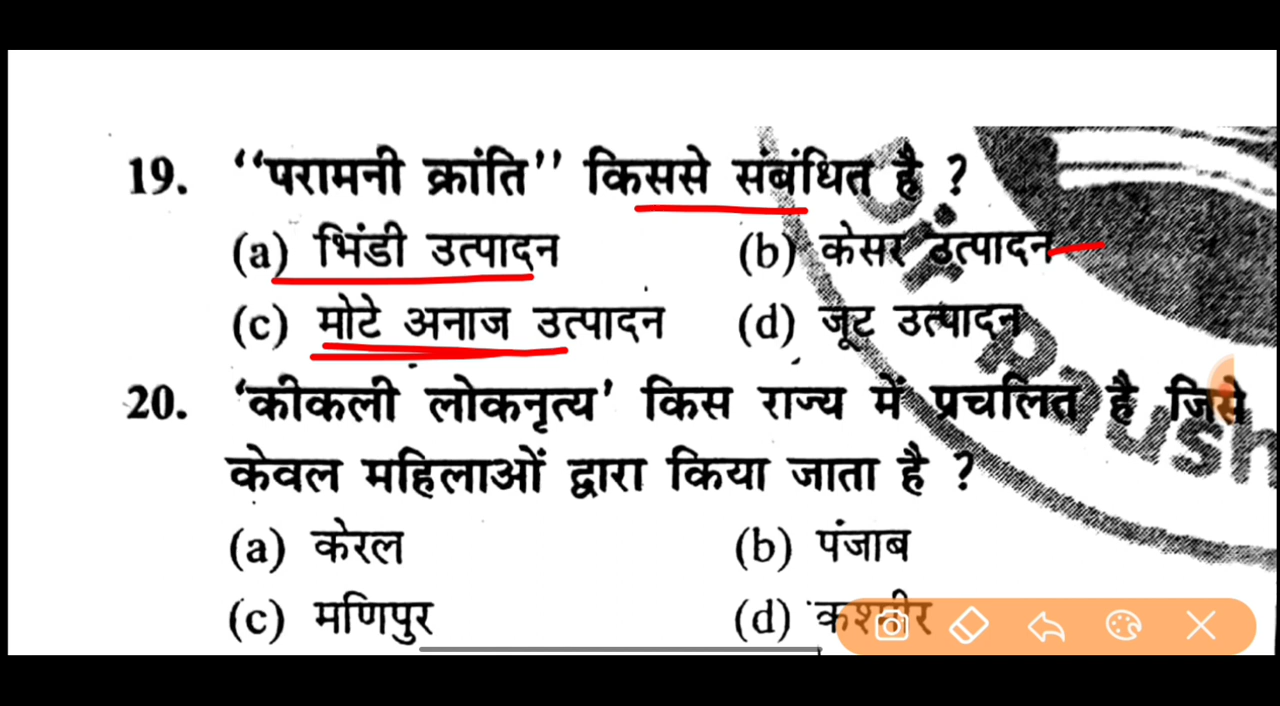 19. ‘‘परामनी क्रांति’’ किससे संबंधित है ?
(a) भिंडी उत्पादन (b) केसर उत्पादन
(c) मोटे अनाज उत्पादन (d) जूट उत्पादन
20. ‘कीकली लोकनृत्य’ किस राज्य में प्रचलित है जिसे
केवल महिलाओं द्वारा किया जाता है ?
(a) केरल (b) पंजाब
(c) मणिपुर (d) कश्मीर